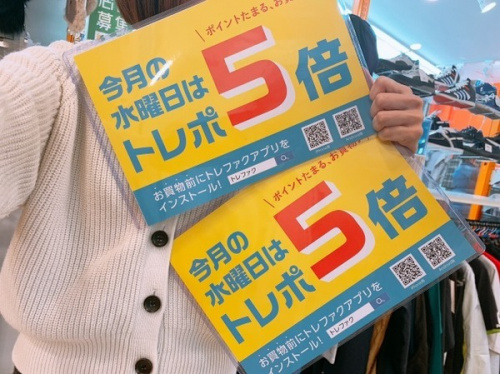 店
募集
ポイントたまる、お買
今月の
水曜日は
トレポ
5倍
お買物前にトレファクアプリを
インストール!
トレファク
ポイントたまる、お買
今月の
水曜日は
トレポ
5倍
お買物前にトレファクアプリを
インストール!
トレファク